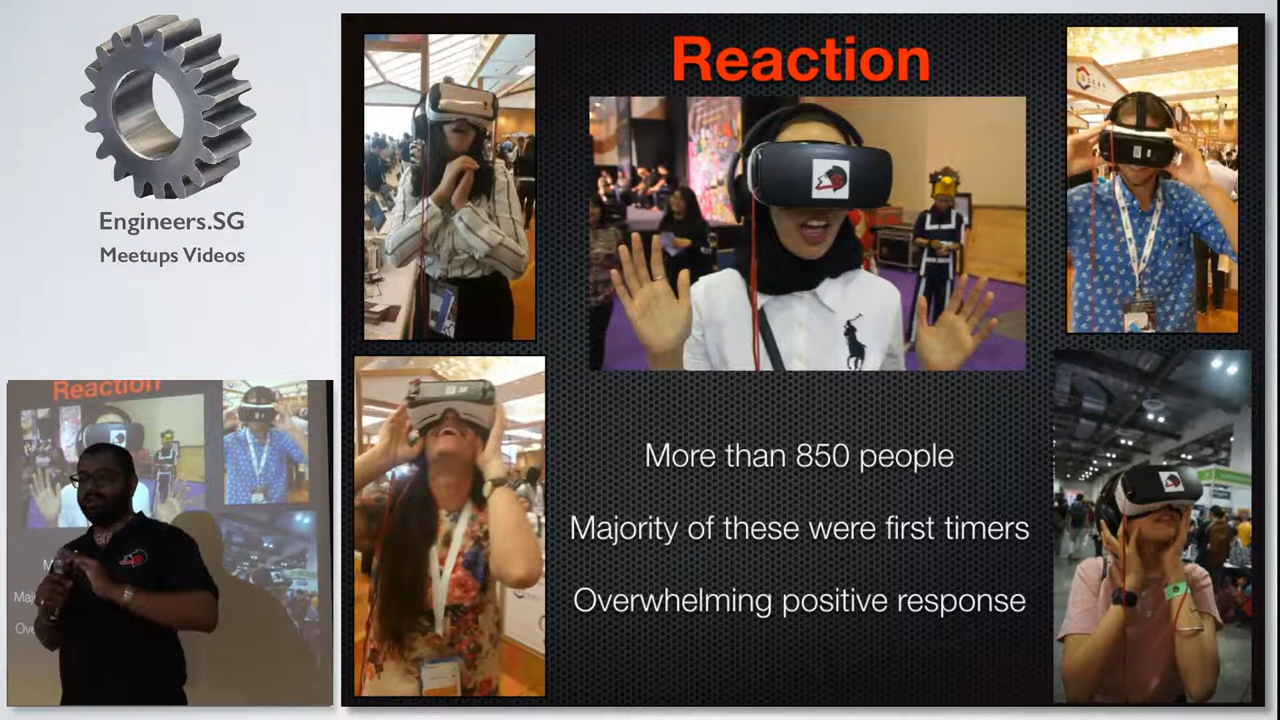 Engineers.SG
Meetups Videos
Reaction
More than 850 people
Majority of these were first timers
Overwhelming positive response
Reaction